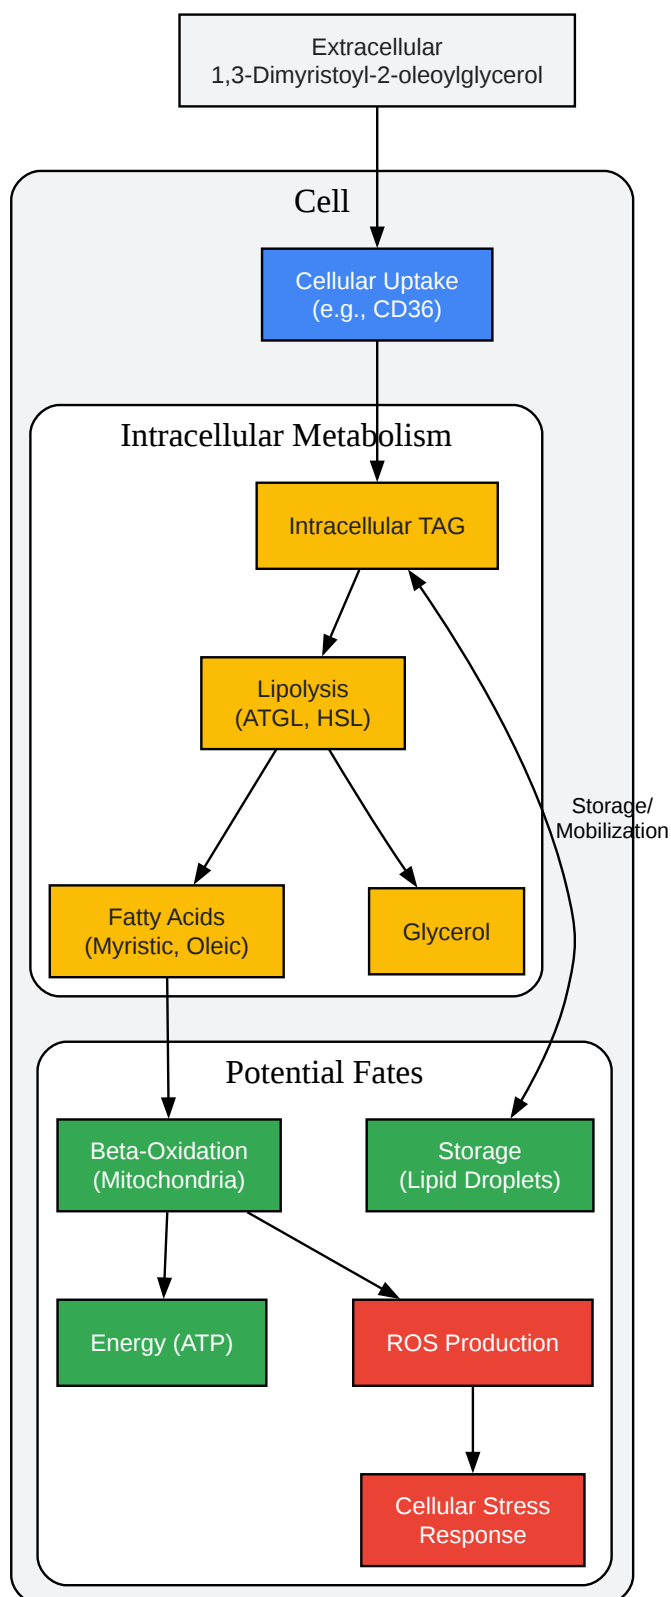 Extracellular
1,3-Dimyristoyl-2-oleoylglycerol
Cell
Cellular Uptake
(e.g., CD36)
Intracellular Metabolism
Intracellular TAG
Lipolysis
(ATGL, HSL)
Storage/
Mobilization
Fatty Acids
(Myristic, Oleic)
Glycerol
Potential Fates
Beta-Oxidation
(Mitochondria)
Storage
(Lipid Droplets)
Energy (ATP)
ROS Production
Cellular Stress
Response